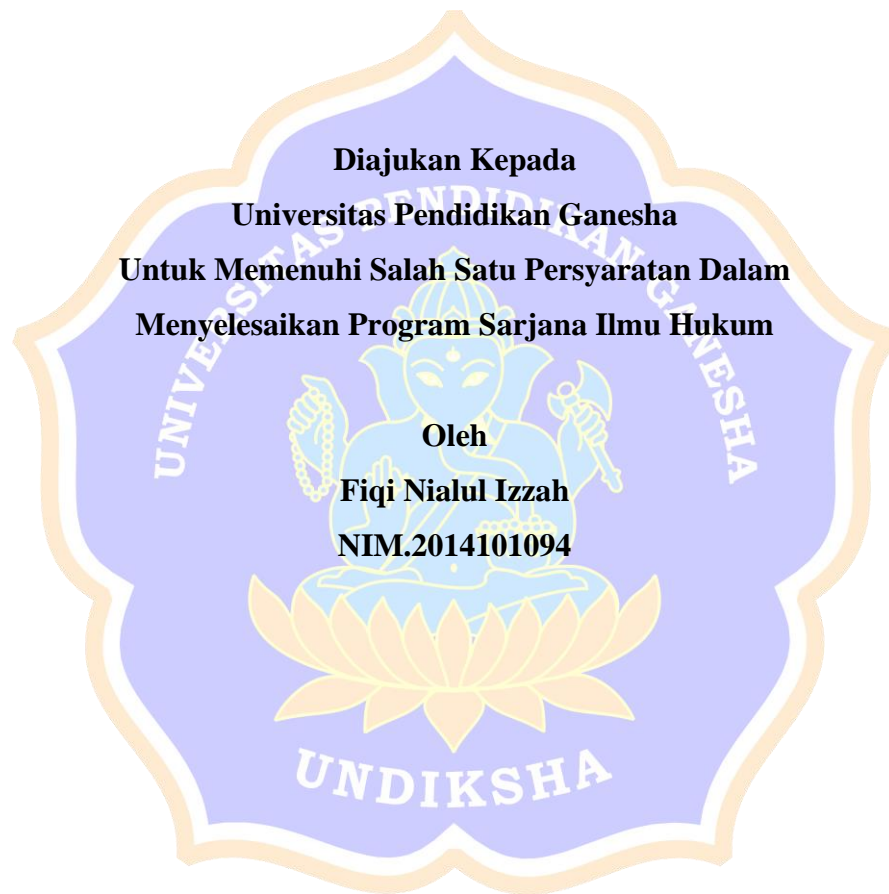 Diajukan Kepada
Universitas Pendidikan Ganesha
Untuk Memenuhi Salah Satu Persyaratan Dalam
Menyelesaikan Program Sarjana Ilmu Hukum
Oleh
Fiqi Nialul Izzah
NIM.2014101094
UNIVERSITAS PENDIDIKAN GANESHA
UNDIKSHA